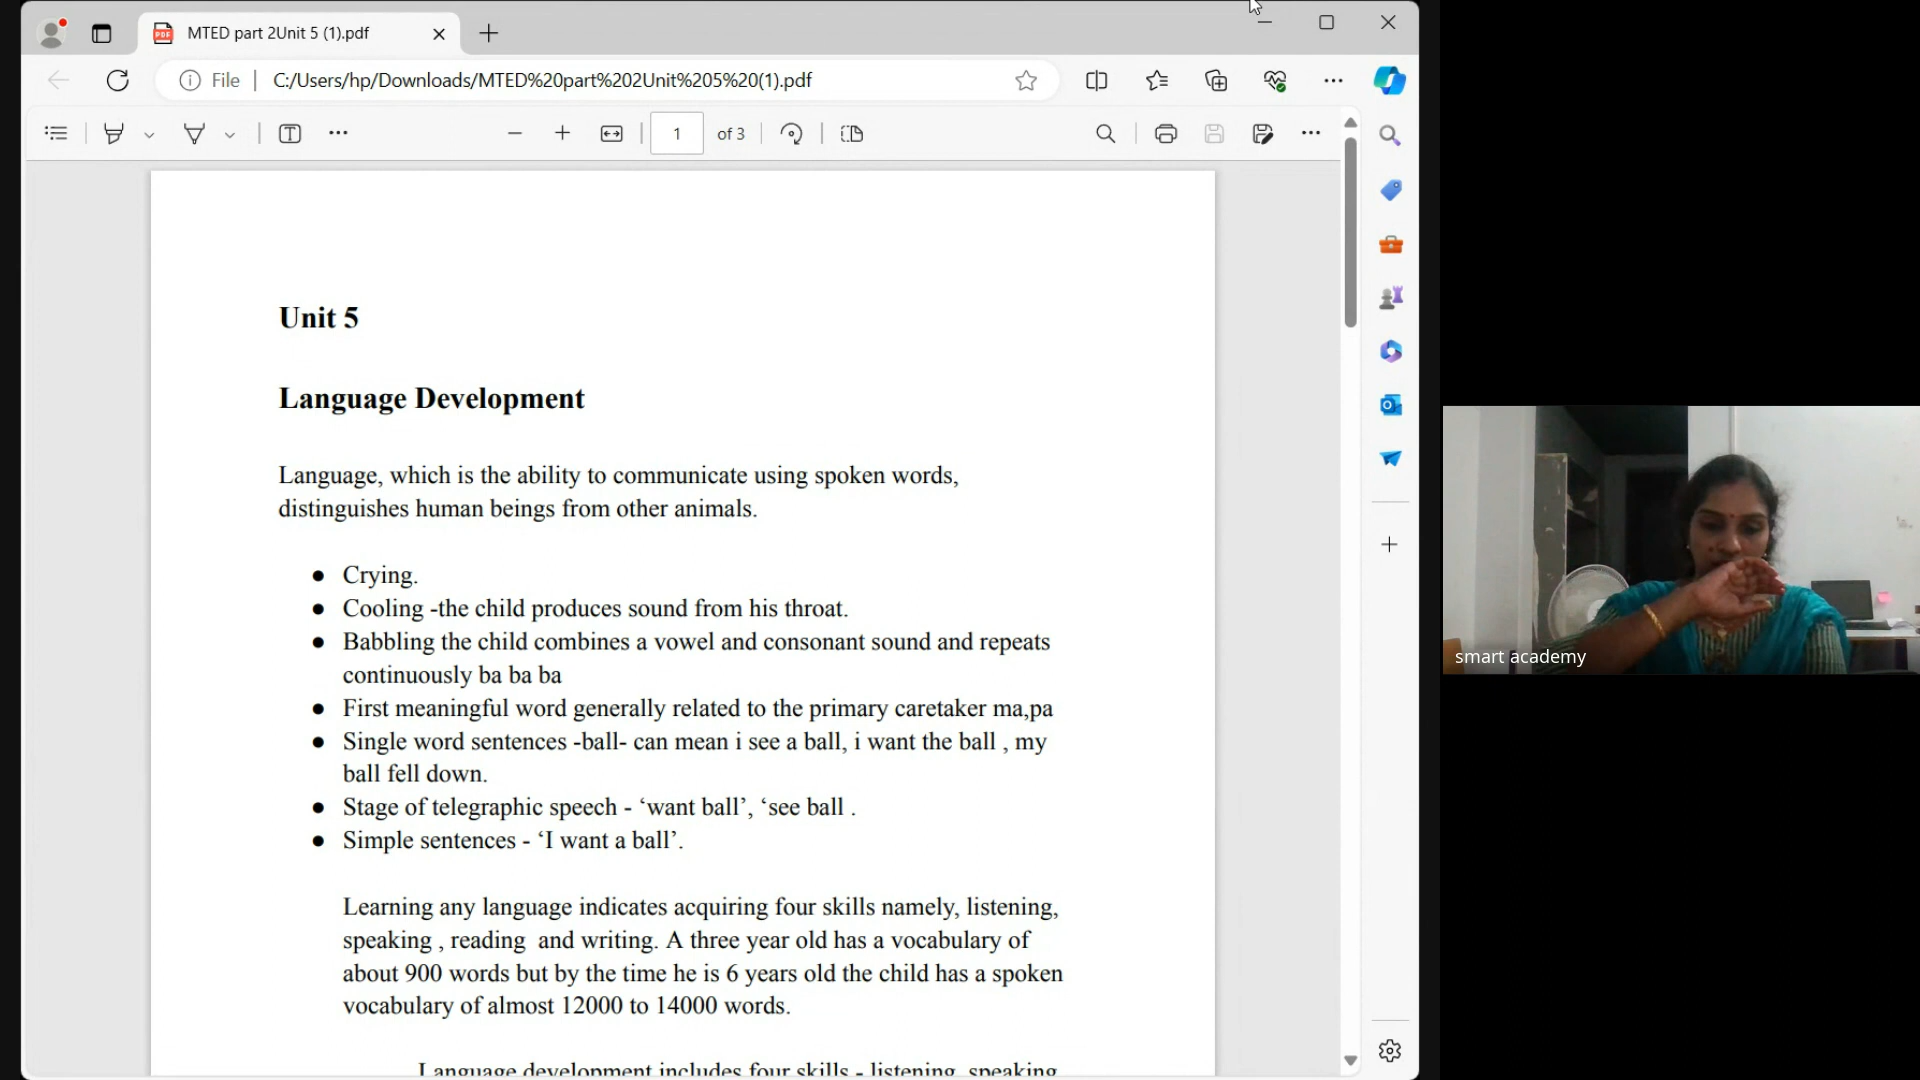 MTED part 2Unit 5 (1).pdf
File
C:/Users/hp/Downloads/MTED%20part%202Unit%205%20(1).pdf
1 of 3
Unit 5
Language Development
Language, which is the ability to communicate using spoken words,
distinguishes human beings from other animals.
● Crying.
● Cooling -the child produces sound from his throat.
● Babbling the child combines a vowel and consonant sound and repeats
continuously ba ba ba
● First meaningful word generally related to the primary caretaker ma,pa
● Single word sentences -ball- can mean i see a ball, i want the ball , my
ball fell down.
● Stage of telegraphic speech - ‘want ball’, ‘see ball .
● Simple sentences - ‘I want a ball’.
Learning any language indicates acquiring four skills namely, listening,
speaking , reading  and writing. A three year old has a vocabulary of
about 900 words but by the time he is 6 years old the child has a spoken
vocabulary of almost 12000 to 14000 words.
Language development includes four skills - listening, speaking
smart academy